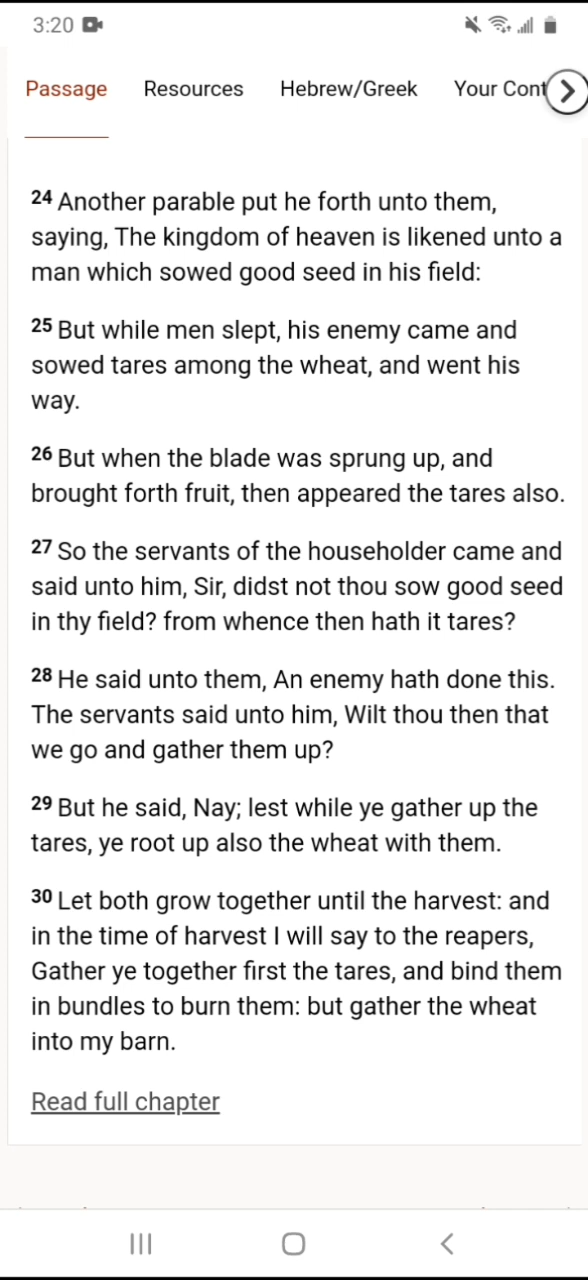 3:20
Passage Resources Hebrew/Greek Your Cont
24 Another parable put he forth unto them,
saying, The kingdom of heaven is likened unto a
man which sowed good seed in his field:
25 But while men slept, his enemy came and
sowed tares among the wheat, and went his
way.
26 But when the blade was sprung up, and
brought forth fruit, then appeared the tares also.
27 So the servants of the householder came and
said unto him, Sir, didst not thou sow good seed
in thy field? from whence then hath it tares?
28 He said unto them, An enemy hath done this.
The servants said unto him, Wilt thou then that
we go and gather them up?
29 But he said, Nay; lest while ye gather up the
tares, ye root up also the wheat with them.
30 Let both grow together until the harvest: and
in the time of harvest I will say to the reapers,
Gather ye together first the tares, and bind them
in bundles to burn them: but gather the wheat
into my barn.
Read full chapter